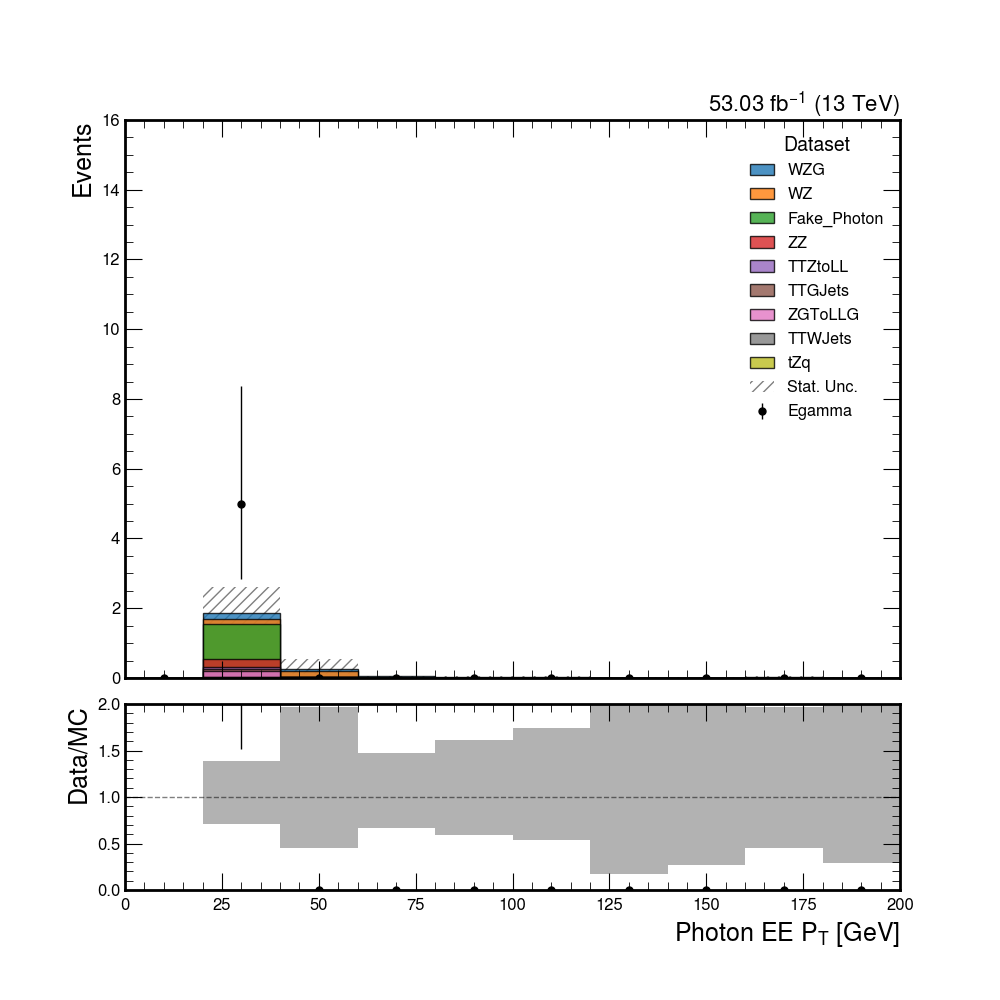 53.03 fb⁻¹ (13 TeV)
Events
16
14
12
10
8
6
4
2
0
Dataset
WZG
WZ
Fake_Photon
ZZ
TTZtoLL
TTGJets
ZGToLLG
TTWJets
tZq
Stat. Unc.
Egamma
Data/MC
2.0
1.5
1.0
0.5
0.0
0 25 50 75 100 125 150 175 200
Photon EE P_T [GeV]